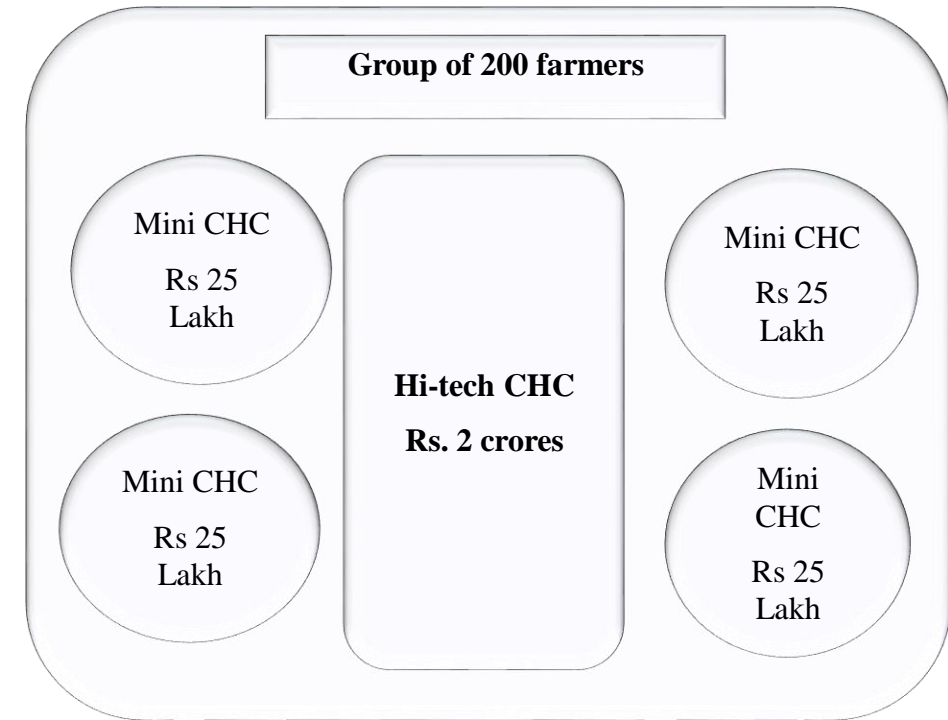 Group of 200 farmers
Mini CHC
Rs 25
Lakh
Mini CHC
Rs 25
Lakh
Hi-tech CHC
Rs. 2 crores
Mini CHC
Rs 25
Lakh
Mini
CHC
Rs 25
Lakh